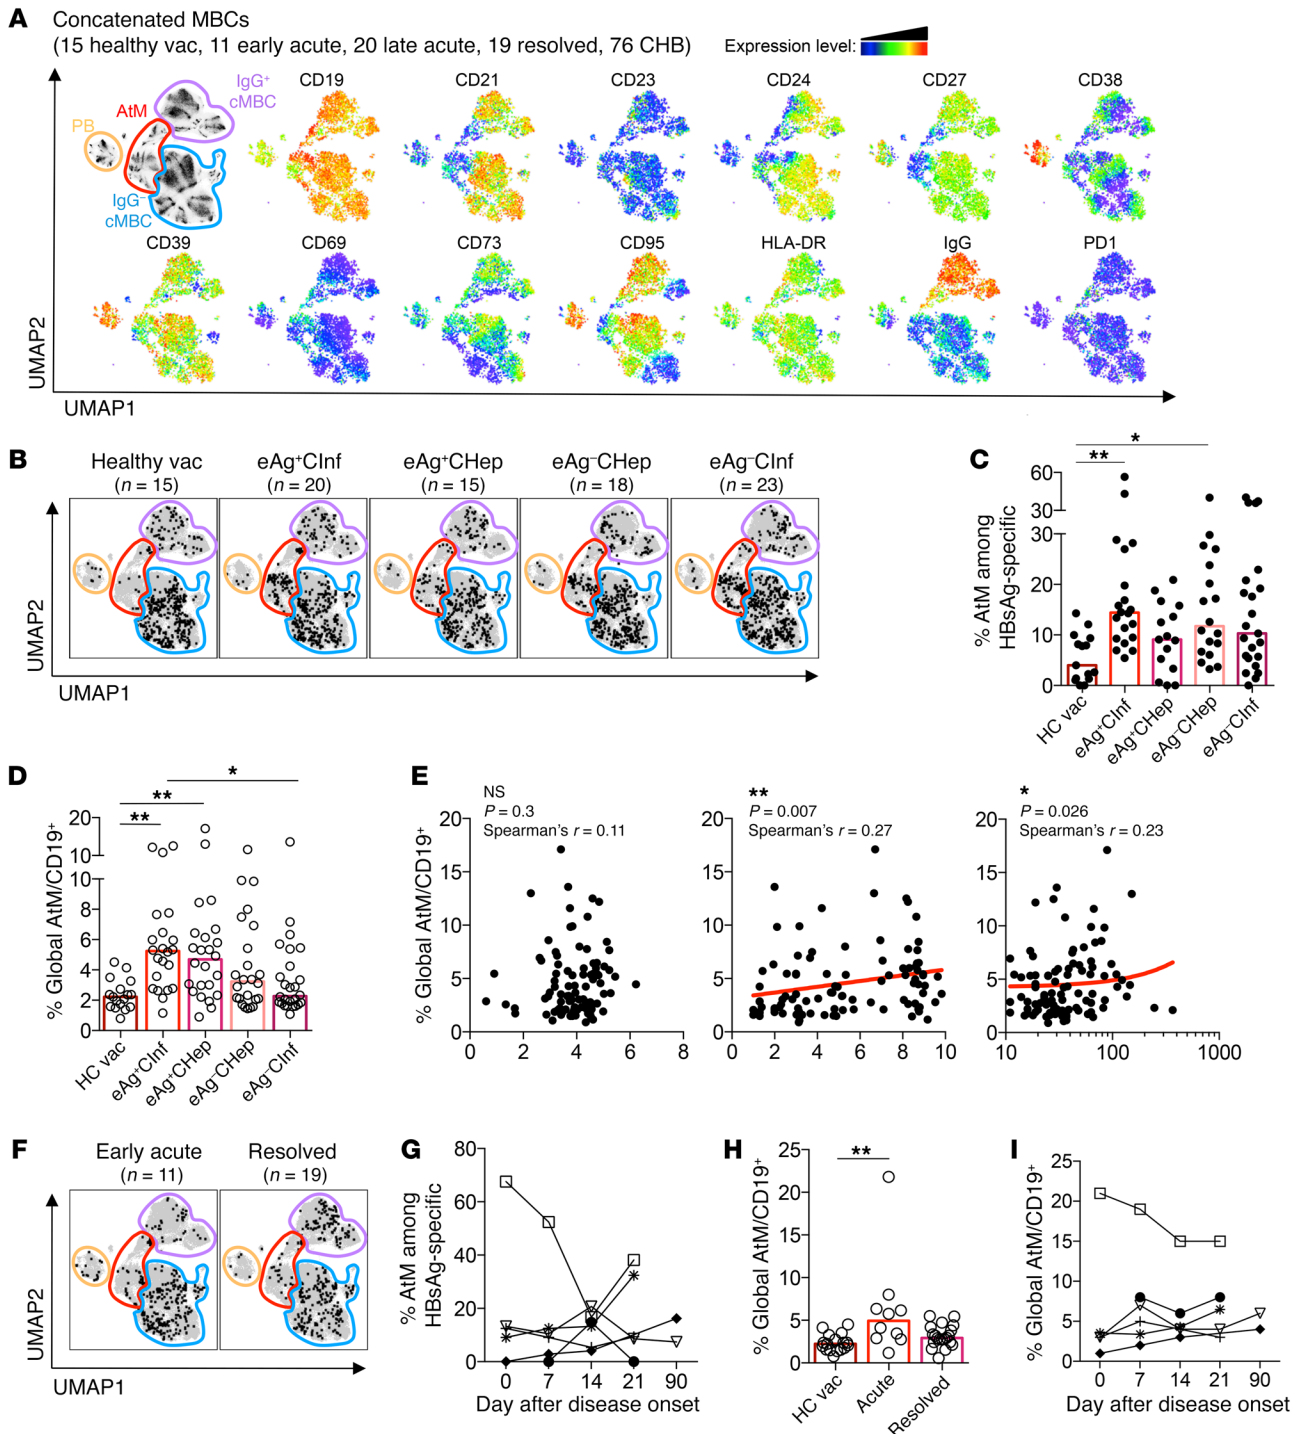 A
Concatenated MBCs
(15 healthy vac, 11 early acute, 20 late acute, 19 resolved, 76 CHB)
Expression level:
IgG⁺
cMBC
AtM
PB
IgG⁻
cMBC
CD19
CD21
CD23
CD24
CD27
CD38
CD39
CD69
CD73
CD95
HLA-DR
IgG
PD1
UMAP2
UMAP1
B
Healthy vac
(n = 15)
eAg⁺CInf
(n = 20)
eAg⁺CHep
(n = 15)
eAg⁻CHep
(n = 18)
eAg⁻CInf
(n = 23)
UMAP2
UMAP1
C
*
**
% AtM among
HBsAg-specific
60
30
30
20
10
0
HC vac
eAg⁺CInf
eAg⁺CHep
eAg⁻CHep
eAg⁻CInf
D
*
**
**
% Global AtM/CD19⁺
20
10
10
8
6
4
2
0
HC vac
eAg⁺CInf
eAg⁺CHep
eAg⁻CHep
eAg⁻CInf
E
NS
P = 0.3
Spearman's r = 0.11
% Global AtM/CD19⁺
20
15
10
5
0
0 2 4 6 8
**
P = 0.007
Spearman's r = 0.27
20
15
10
5
0
0 2 4 6 8 10
*
P = 0.026
Spearman's r = 0.23
20
15
10
5
0
10 100 1000
F
Early acute
(n = 11)
Resolved
(n = 19)
UMAP2
UMAP1
G
% AtM among
HBsAg-specific
80
60
40
20
0
0 7 14 21 90
Day after disease onset
H
**
% Global AtM/CD19⁺
25
20
15
10
5
0
HC vac
Acute
Resolved
I
% Global AtM/CD19⁺
25
20
15
10
5
0
0 7 14 21 90
Day after disease onset